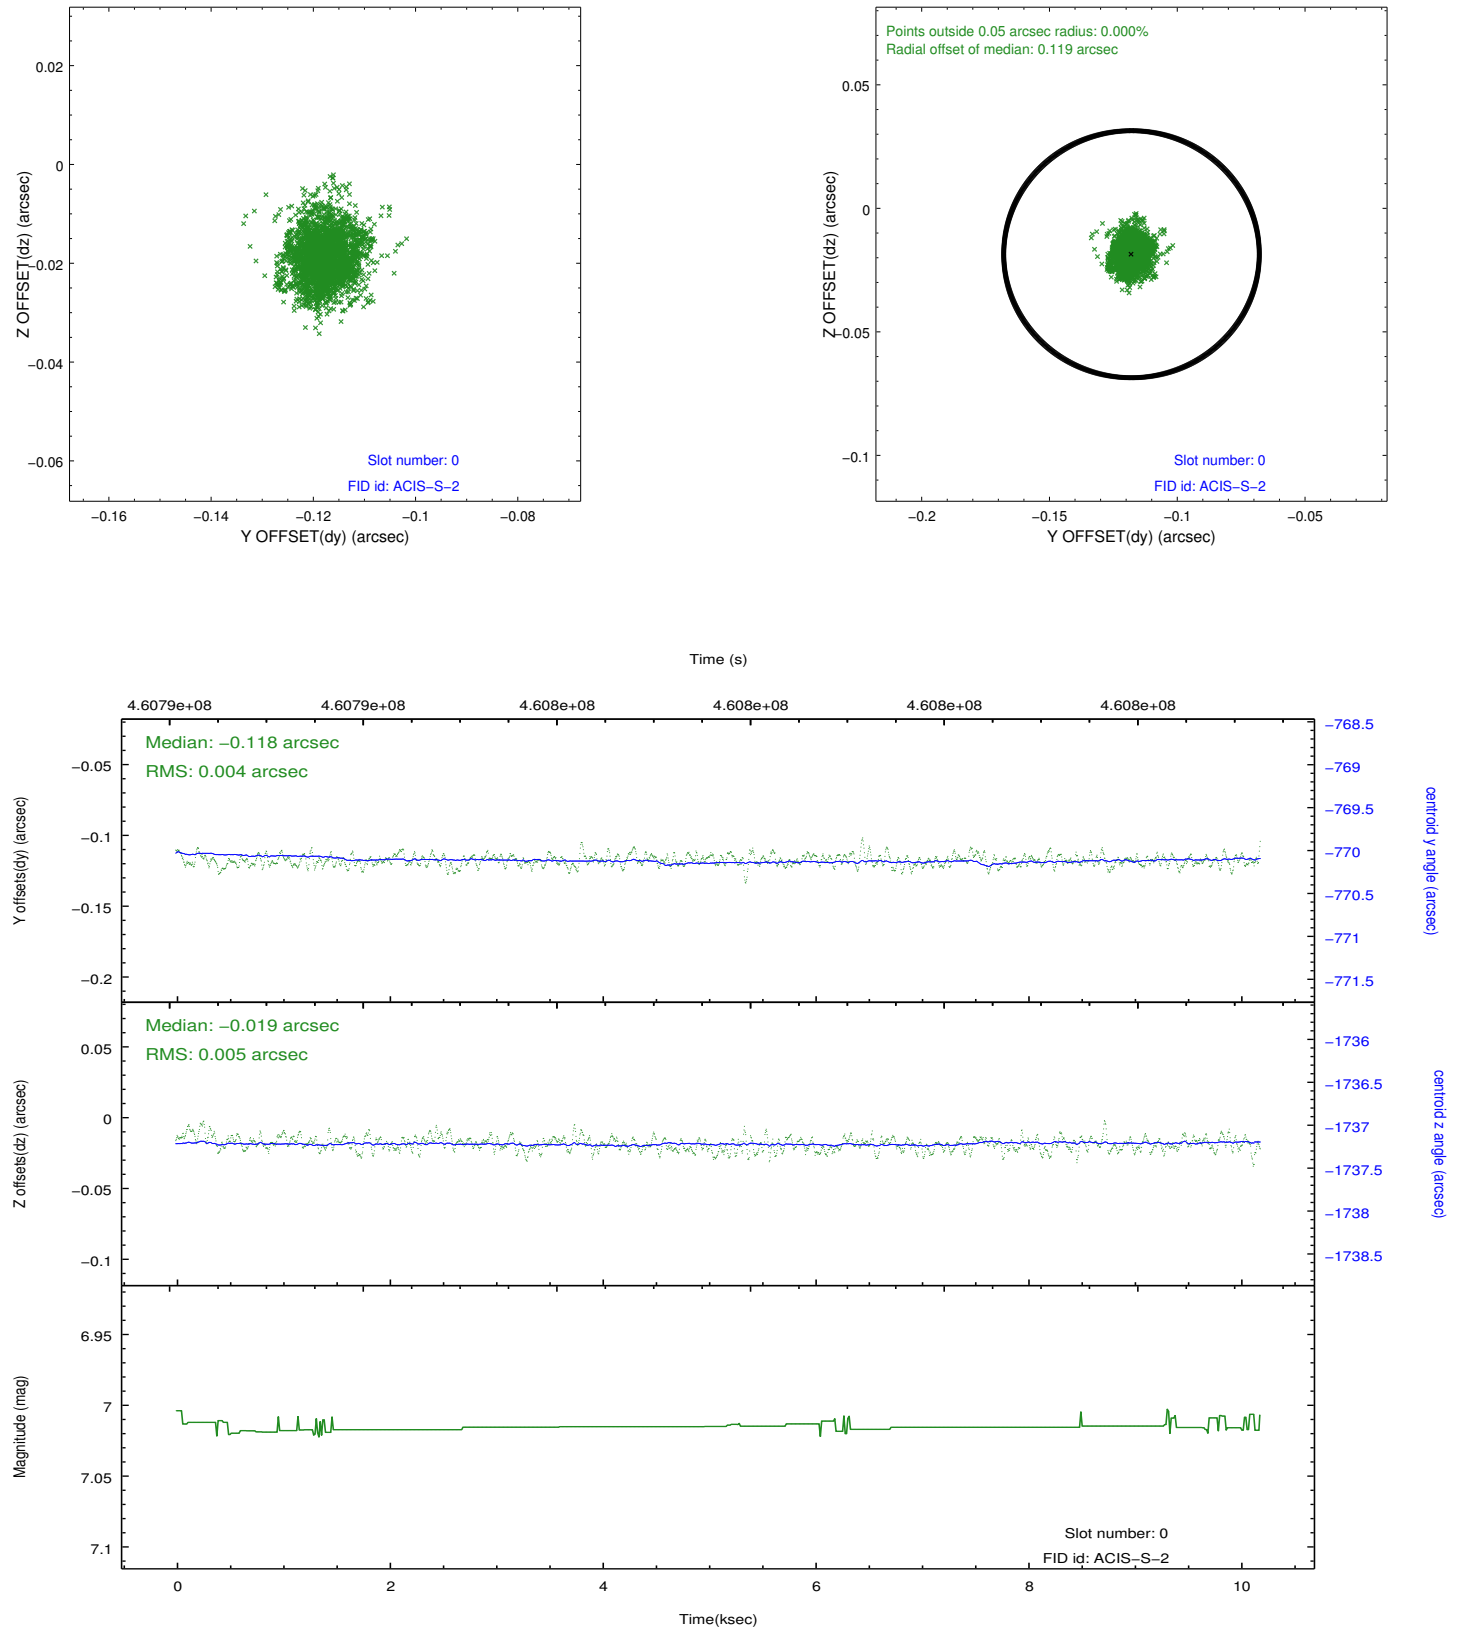 0.02
0
−0.02
−0.04
−0.06
Z OFFSET(dz) (arcsec)
Slot number: 0
FID id: ACIS−S−2
−0.16 −0.14 −0.12 −0.1 −0.08
Y OFFSET(dy) (arcsec)
Points outside 0.05 arcsec radius: 0.000%
Radial offset of median: 0.119 arcsec
0.05
0
−0.05
−0.1
Z OFFSET(dz) (arcsec)
Slot number: 0
FID id: ACIS−S−2
−0.2 −0.15 −0.1 −0.05
Y OFFSET(dy) (arcsec)
Time (s)
4.6079e+08 4.6079e+08 4.608e+08 4.608e+08 4.608e+08 4.608e+08
Median: −0.118 arcsec
RMS: 0.004 arcsec
−0.05
−0.1
−0.15
−0.2
Y offsets(dy) (arcsec)
−768.5
−769
−769.5
−770
−770.5
−771
−771.5
centroid y angle (arcsec)
Median: −0.019 arcsec
RMS: 0.005 arcsec
0.05
0
−0.05
−0.1
Z offsets(dz) (arcsec)
−1736
−1736.5
−1737
−1737.5
−1738
−1738.5
centroid z angle (arcsec)
6.95
7
7.05
7.1
Magnitude (mag)
Slot number: 0
FID id: ACIS−S−2
0 2 4 6 8 10
Time(ksec)